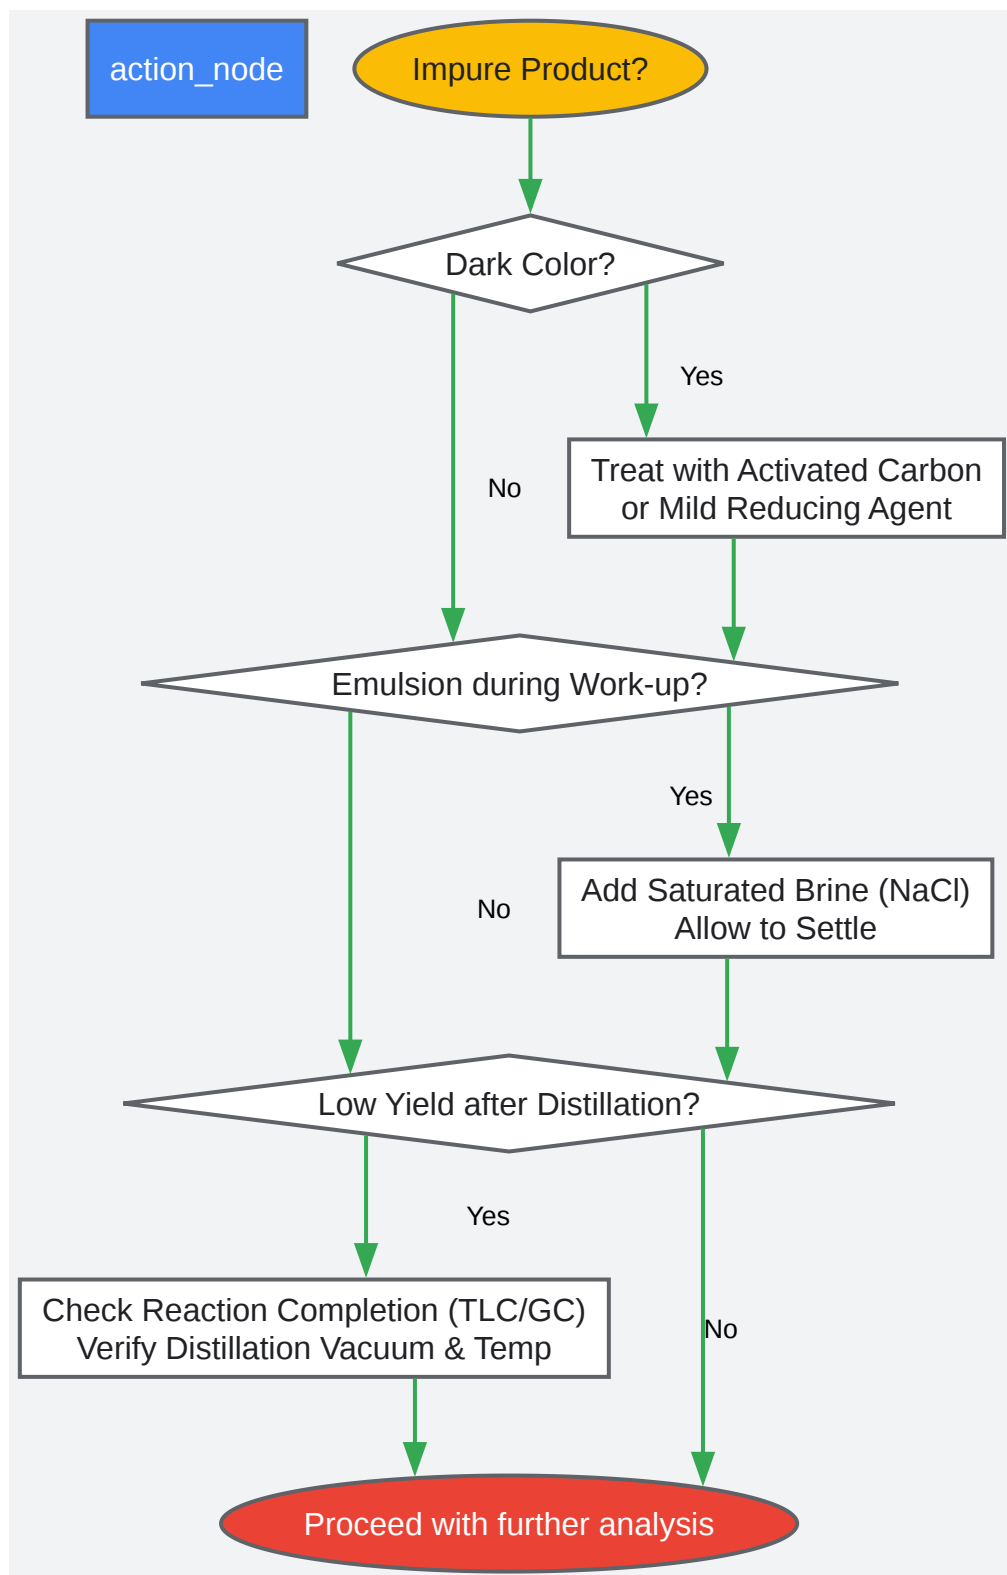 action_node
Impure Product?
Dark Color?
Yes
Treat with Activated Carbon
or Mild Reducing Agent
No
Emulsion during Work-up?
Yes
Add Saturated Brine (NaCl)
Allow to Settle
No
Low Yield after Distillation?
Yes
Check Reaction Completion (TLC/GC)
Verify Distillation Vacuum & Temp
No
Proceed with further analysis